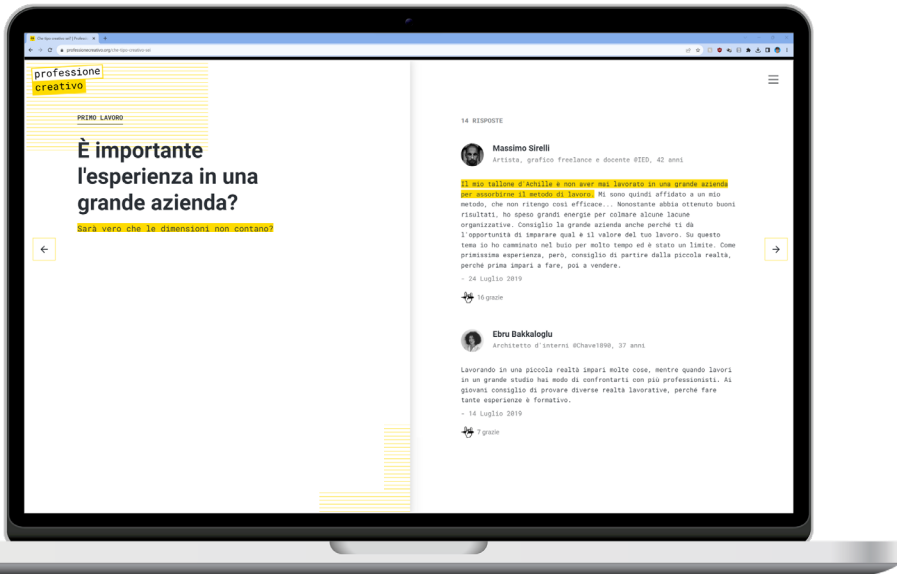 professionecreativo.org/che-tipo-creativo-sei
professione
creativo
PRIMO LAVORO
È importante
l'esperienza in una
grande azienda?
Sarà vero che le dimensioni non contano?
14 RISPOSTE
Massimo Sirelli
Artista, grafico freelance e docente @IED, 42 anni
Il mio tallone d'Achille è non aver mai lavorato in una grande azienda
per assorbirne il metodo di lavoro. Mi sono quindi affidato a un mio
metodo, che non ritengo così efficace... Nonostante abbia ottenuto buoni
risultati, ho speso grandi energie per colmare alcune lacune
organizzative. Consiglio la grande azienda anche perché ti dà
l'opportunità di imparare qual è il valore del tuo lavoro. Su questo
tema io ho camminato nel buio per molto tempo ed è stato un limite. Come
primissima esperienza, però, consiglio di partire dalla piccola realtà,
perché prima impari a fare, poi a vendere.
– 24 Luglio 2019
16 grazie
Ebru Bakkaloglu
Architetto d'interni @Chave1890, 37 anni
Lavorando in una piccola realtà impari molte cose, mentre quando lavori
in un grande studio hai modo di confrontarti con più professionisti. Ai
giovani consiglio di provare diverse realtà lavorative, perché fare
tante esperienze è formativo.
– 14 Luglio 2019
7 grazie